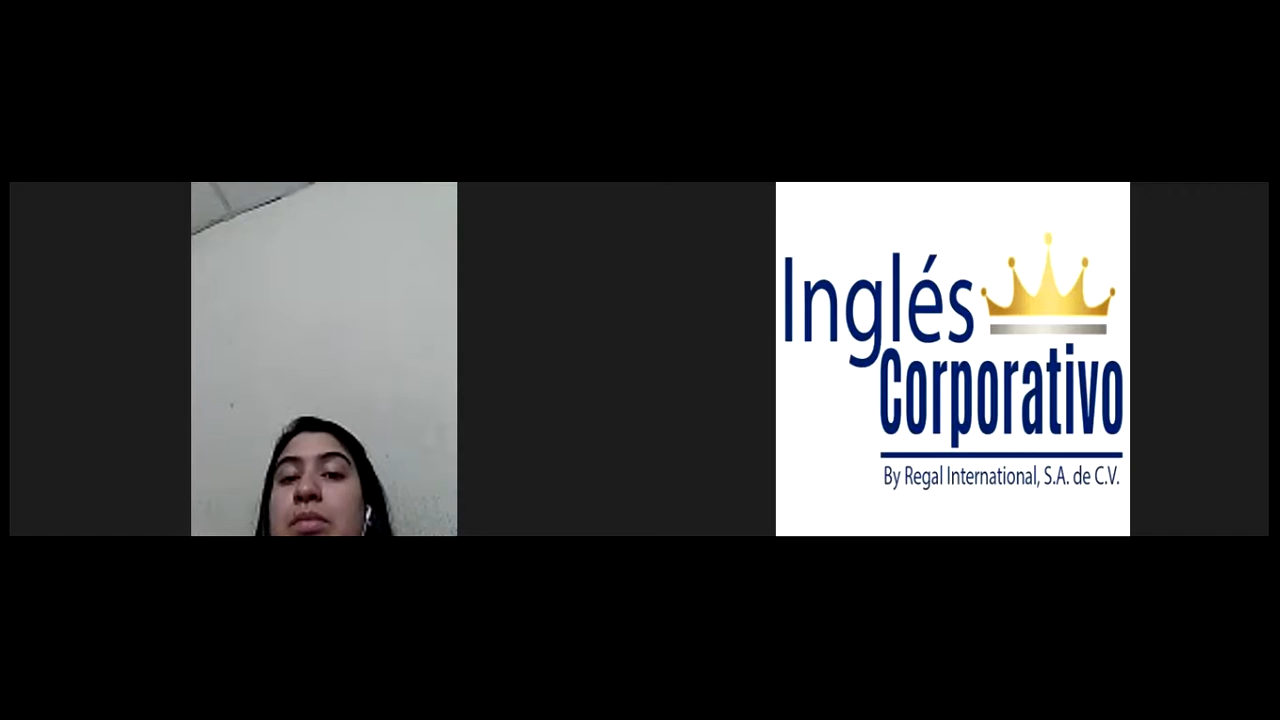 Inglés
Corporativo
By Regal International, S.A. de C.V.